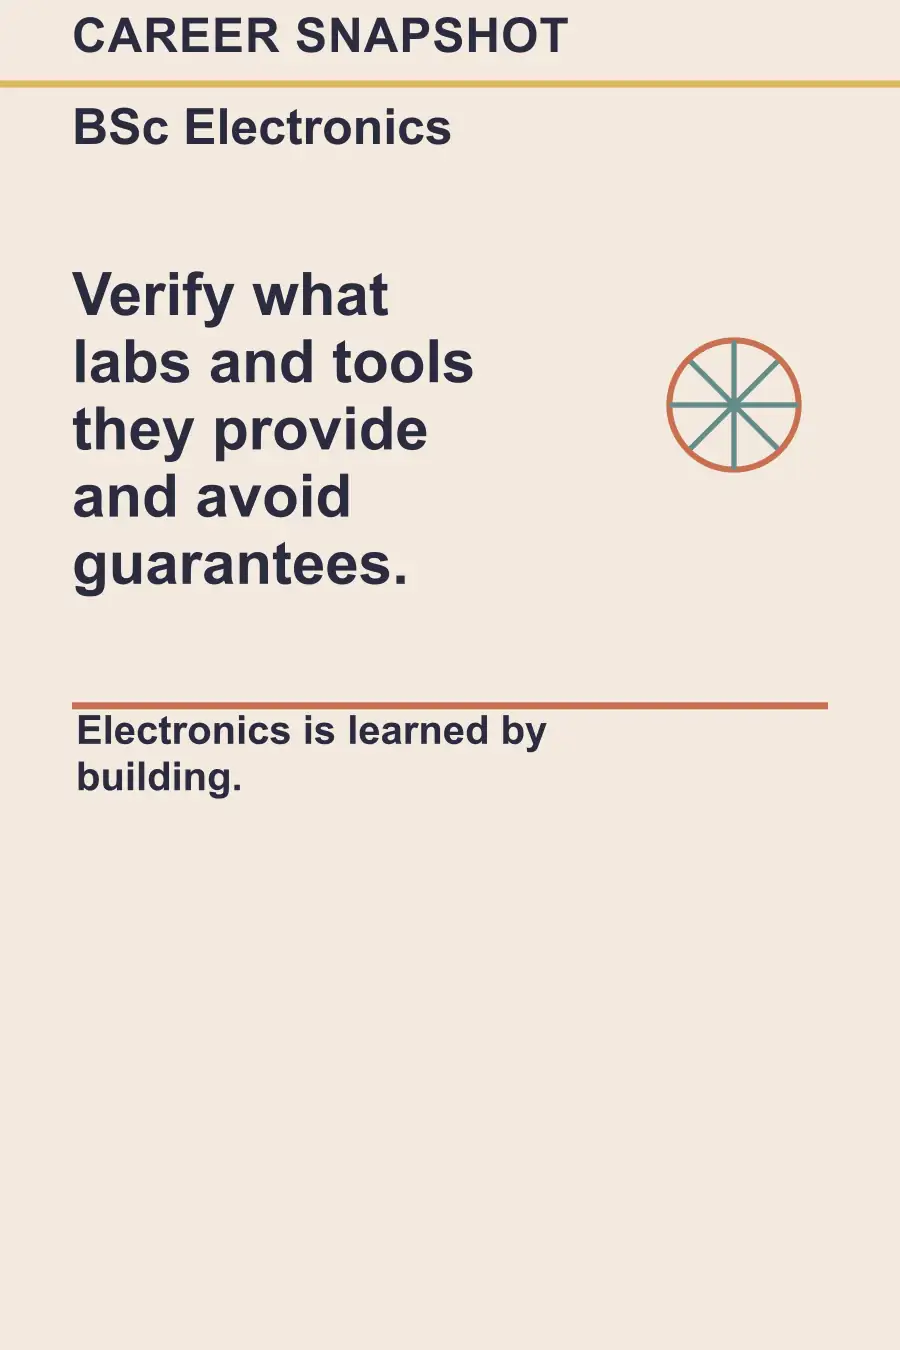 CAREER SNAPSHOT
BSc Electronics
Verify what
labs and tools
they provide
and avoid
guarantees.
Electronics is learned by
building.